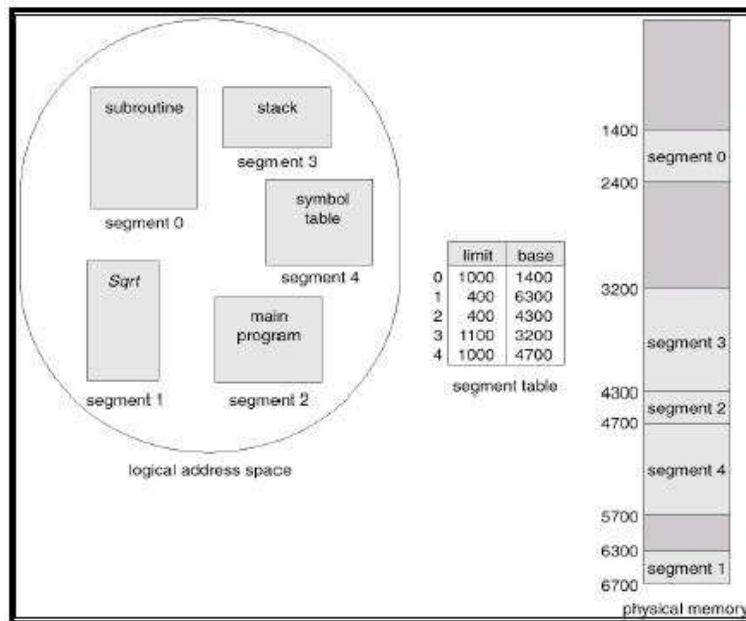 subroutine
segment 0
stack
segment 3
symbol
table
segment 4
Sqrt
segment 1
main
program
segment 2
logical address space
limit base
0 1000 1400
1 400 6300
2 400 4300
3 1100 3200
4 1000 4700
segment table
1400
segment 0
2400
3200
segment 3
4300
segment 2
4700
segment 4
5700
6300
segment 1
6700
physical memory